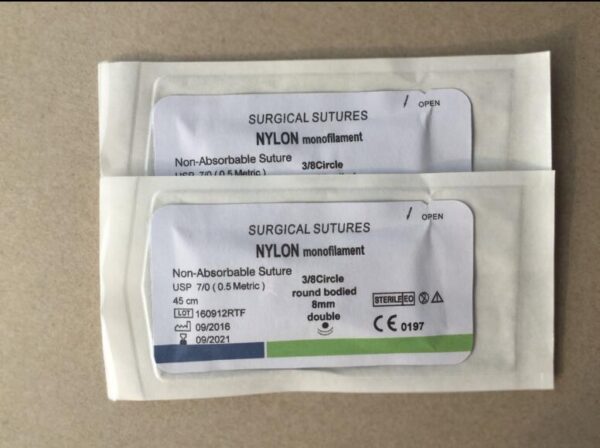 OPEN
SURGICAL SUTURES
NYLON monofilament
Non-Absorbable Suture 3/8Circle
USP 7/0 ( 0.5 Metric ) round bodied
OPEN
SURGICAL SUTURES
NYLON monofilament
Non-Absorbable Suture 3/8Circle
USP 7/0 ( 0.5 Metric ) round bodied
45 cm 8mm STERILE EO
LOT 160912RTF double
09/2016 CE 0197
09/2021